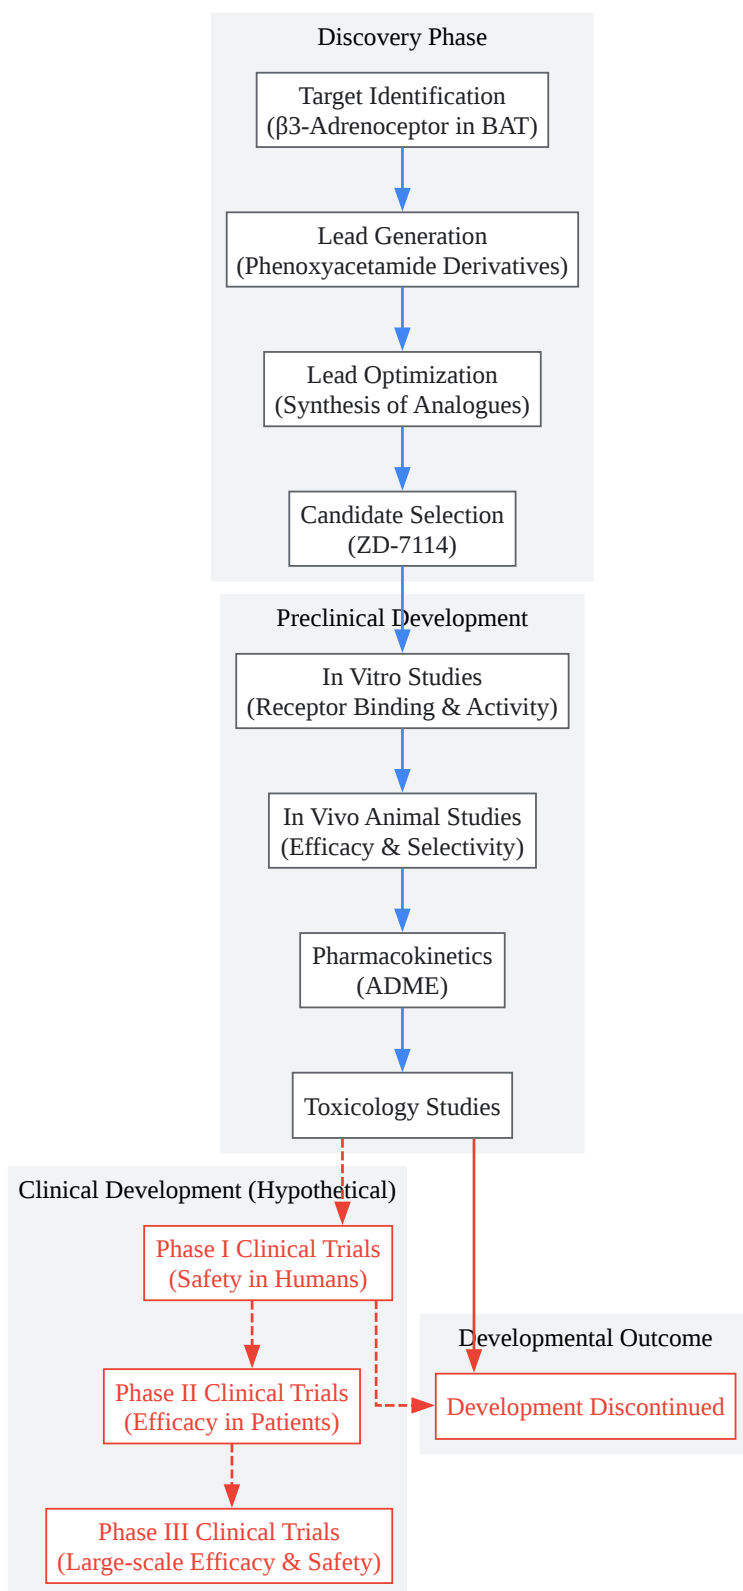 Discovery Phase
Target Identification
(β3-Adrenoceptor in BAT)
Lead Generation
(Phenoxyacetamide Derivatives)
Lead Optimization
(Synthesis of Analogues)
Candidate Selection
(ZD-7114)
Preclinical Development
In Vitro Studies
(Receptor Binding & Activity)
In Vivo Animal Studies
(Efficacy & Selectivity)
Pharmacokinetics
(ADME)
Toxicology Studies
Clinical Development (Hypothetical)
Phase I Clinical Trials
(Safety in Humans)
Developmental Outcome
Phase II Clinical Trials
(Efficacy in Patients)
Development Discontinued
Phase III Clinical Trials
(Large-scale Efficacy & Safety)